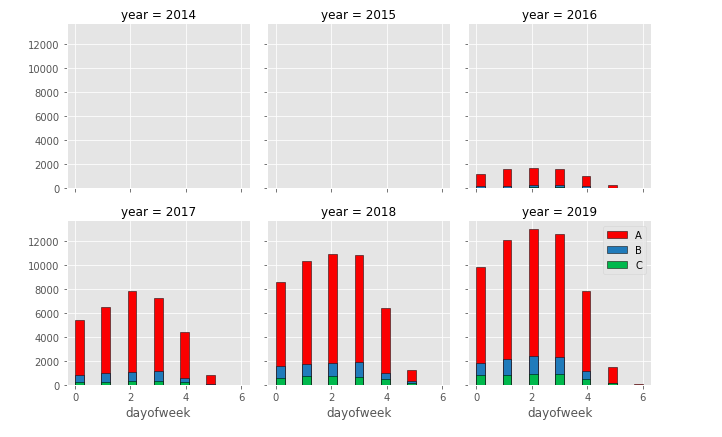 year = 2014
year = 2015
year = 2016
12000
10000
8000
6000
4000
2000
0
year = 2017
year = 2018
year = 2019
12000
10000
8000
6000
4000
2000
0
A
B
C
0 2 4 6
0 2 4 6
0 2 4 6
dayofweek
dayofweek
dayofweek